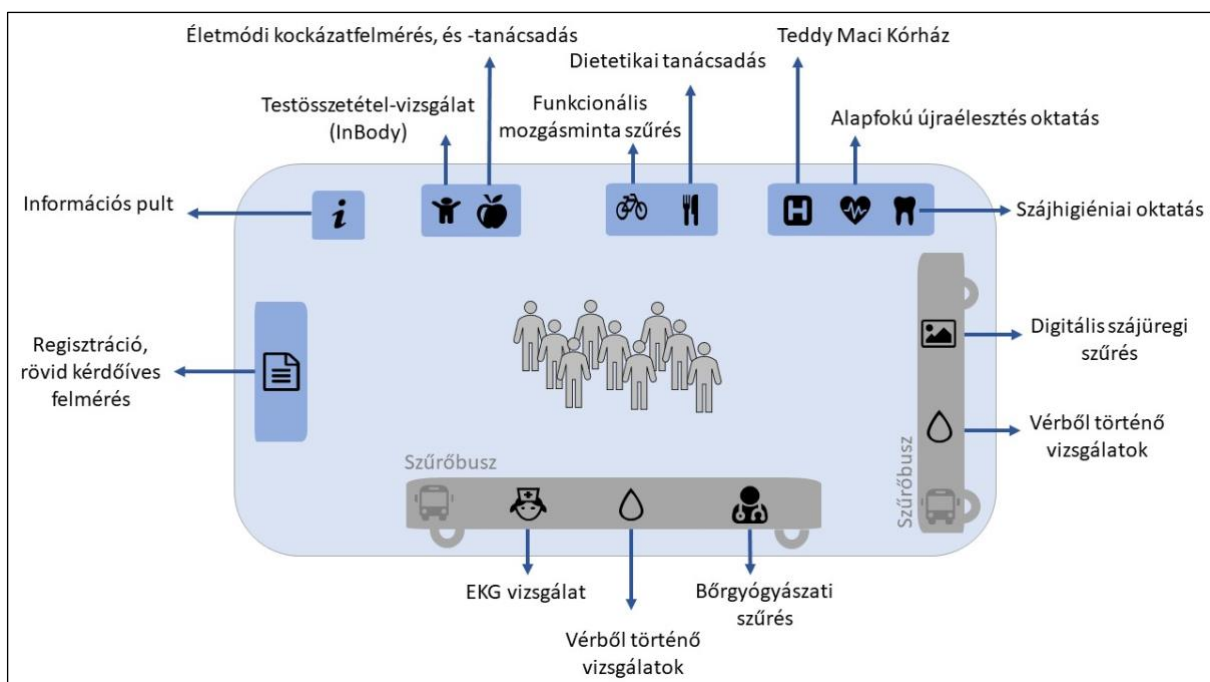 Életmódi kockázatfelmérés, és -tanácsadás
Teddy Maci Kórház
Dietetikai tanácsadás
Testösszetétel-vizsgálat
(InBody)
Funkcionális
mozgásminta szűrés
Alapfokú újraélesztés oktatás
Információs pult
i
H
Szájhigiéniai oktatás
Regisztráció,
rövid kérdőíves
felmérés
Digitális szájüregi
szűrés
Vérből történő
vizsgálatok
Szűrőbusz
Szűrőbusz
EKG vizsgálat
Vérből történő
vizsgálatok
Bőrgyógyászati
szűrés